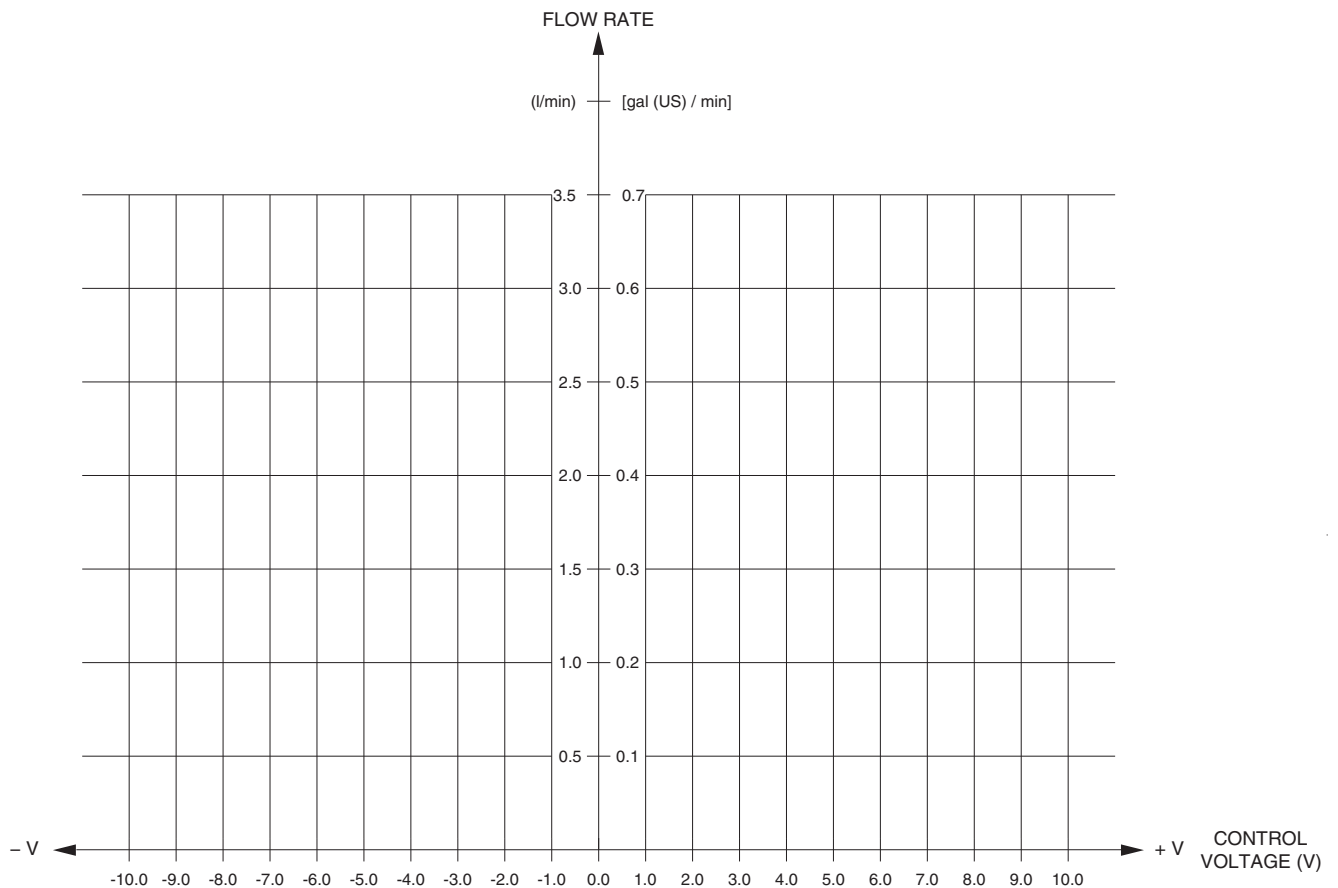 FLOW RATE
(l/min) [gal (US) / min]
3.5 0.7
3.0 0.6
2.5 0.5
2.0 0.4
1.5 0.3
1.0 0.2
0.5 0.1
– V + V CONTROL
VOLTAGE (V)
-10.0 -9.0 -8.0 -7.0 -6.0 -5.0 -4.0 -3.0 -2.0 -1.0 0.0 1.0 2.0 3.0 4.0 5.0 6.0 7.0 8.0 9.0 10.0